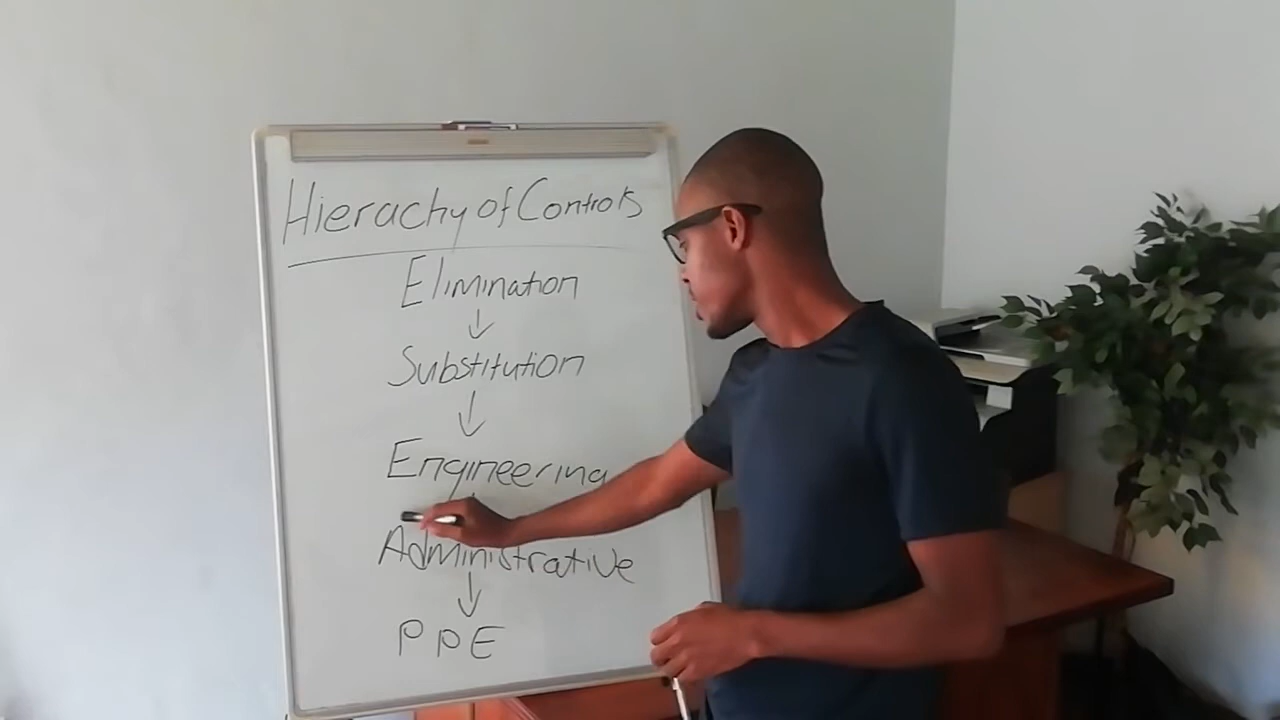 Hierachy of Controls
Elimination
Substitution
Engineering
Administrative
PPE